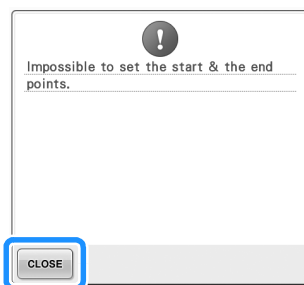 Impossible to set the start & the end
points.
CLOSE